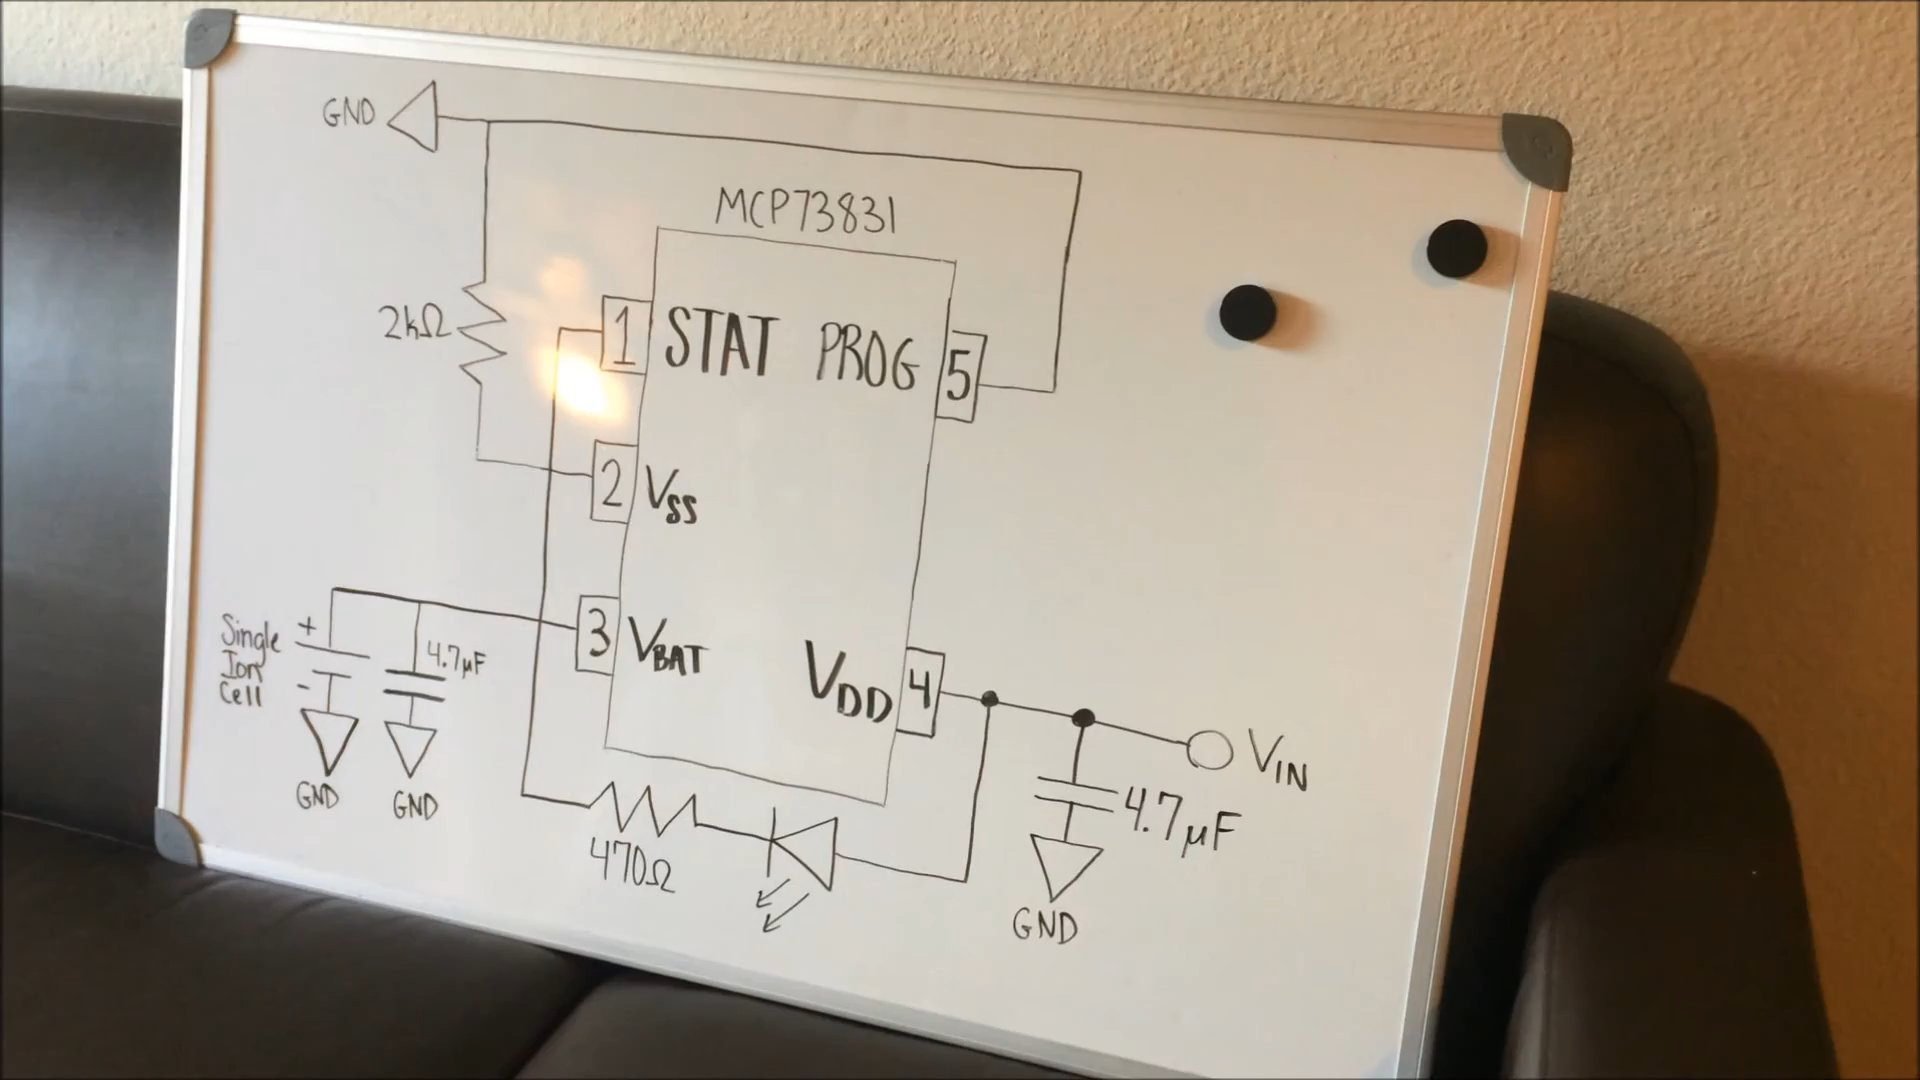 GND
MCP73831
2kΩ
1 STAT PROG 5
2 VSS
3 VBAT
VDD 4
Single
Ion
Cell
+
-
4.7μF
GND
GND
VIN
4.7μF
GND
470Ω